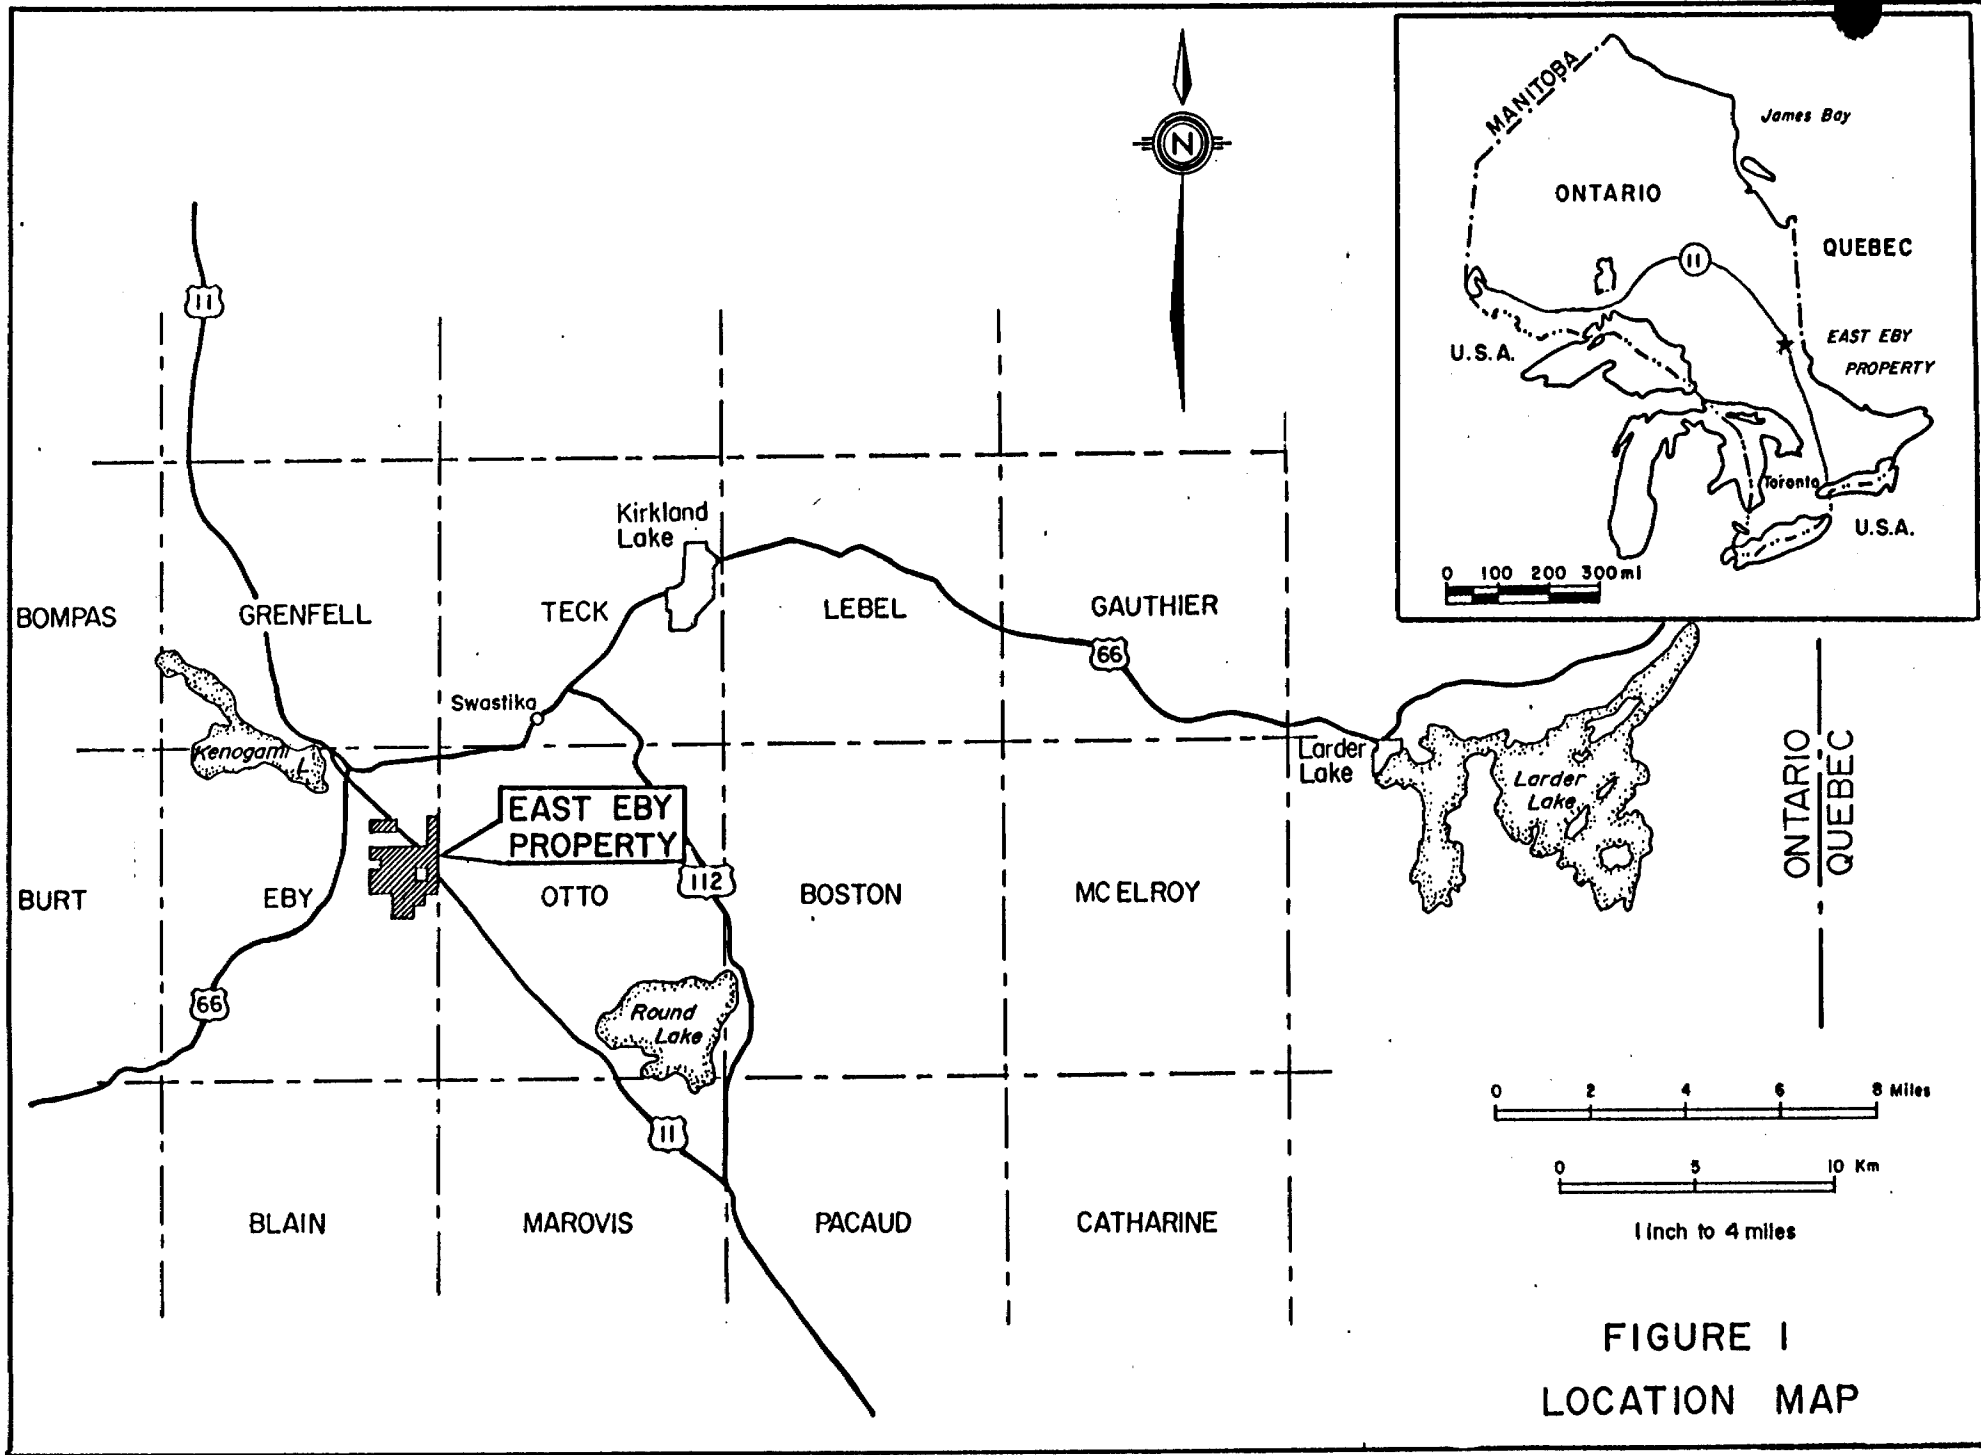 N
MANITOBA
James Bay
ONTARIO
QUEBEC
11
EAST EBY
PROPERTY
U.S.A.
Toronto
U.S.A.
0 100 200 300 mi
11
Kirkland
Lake
BOMPAS
GRENFELL
TECK
LEBEL
GAUTHIER
66
Swastika
Kenogami
L.
Larder
Lake
Larder
Lake
ONTARIO
QUEBEC
EAST EBY
PROPERTY
112
BURT
EBY
OTTO
BOSTON
MC ELROY
66
Round
Lake
11
0 2 4 6 8 Miles
0 5 10 Km
1 inch to 4 miles
BLAIN
MAROVIS
PACAUD
CATHARINE
FIGURE 1
LOCATION MAP